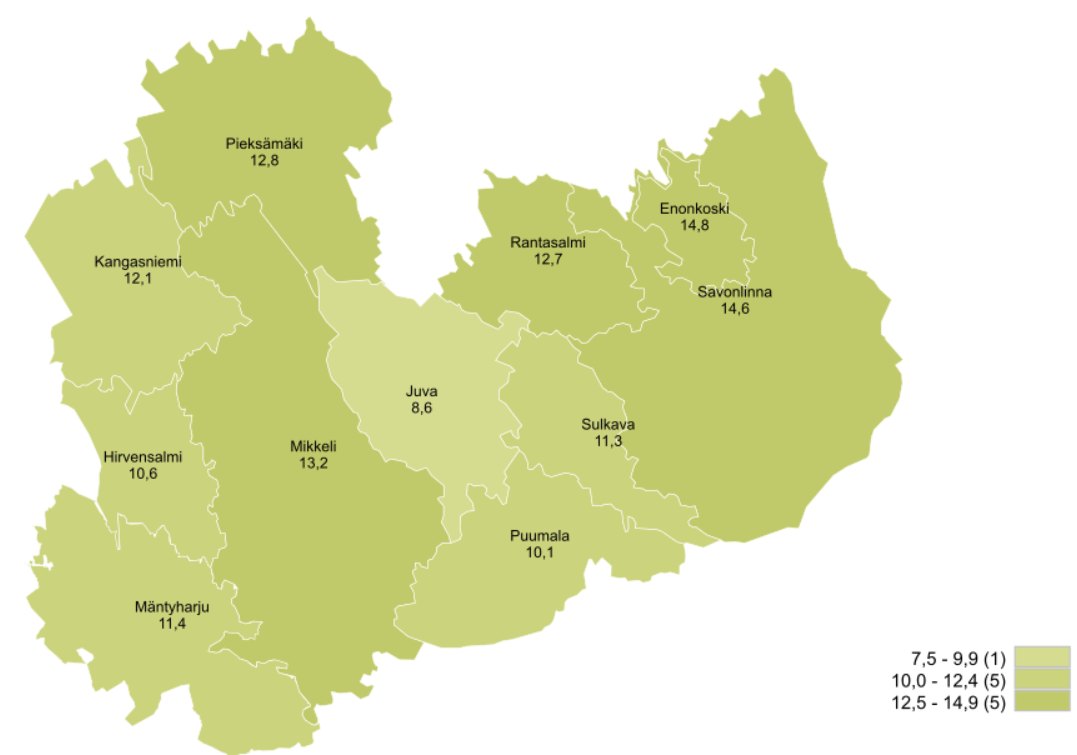 Pieksämäki
12,8
Enonkoski
14,8
Rantasalmi
12,7
Kangasniemi
12,1
Savonlinna
14,6
Juva
8,6
Sulkava
11,3
Mikkeli
13,2
Hirvensalmi
10,6
Puumala
10,1
Mäntyharju
11,4
7,5 - 9,9 (1)
10,0 - 12,4 (5)
12,5 - 14,9 (5)